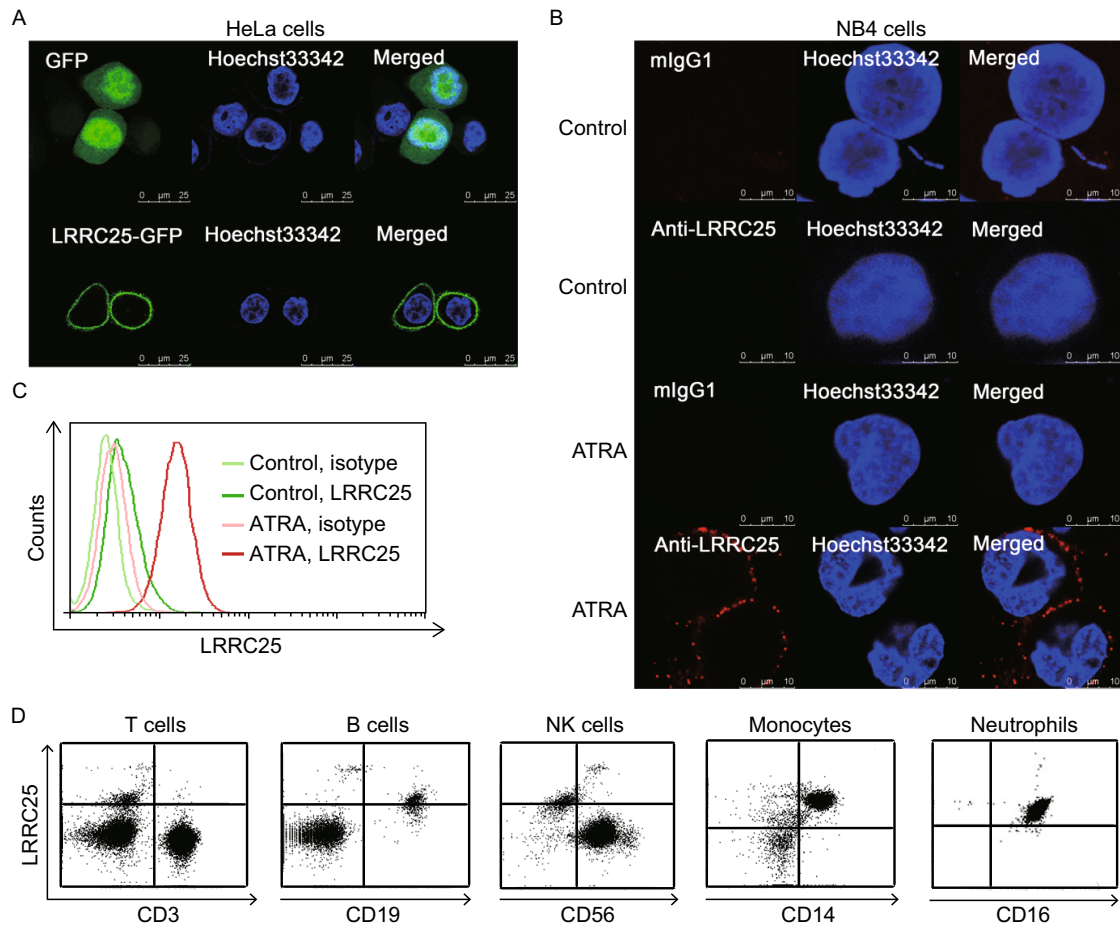 A
HeLa cells
GFP Hoechst33342 Merged
0 µm 25 0 µm 25 0 µm 25
LRRC25-GFP Hoechst33342 Merged
0 µm 25 0 µm 25 0 µm 25
B
NB4 cells
Control
mIgG1 Hoechst33342 Merged
0 µm 10 0 µm 10 0 µm 10
Control
Anti-LRRC25 Hoechst33342 Merged
0 µm 10 0 µm 10 0 µm 10
ATRA
mIgG1 Hoechst33342 Merged
0 µm 10 0 µm 10 0 µm 10
ATRA
Anti-LRRC25 Hoechst33342 Merged
0 µm 10 0 µm 10 0 µm 10
C
Counts
Control, isotype
Control, LRRC25
ATRA, isotype
ATRA, LRRC25
LRRC25
D
T cells B cells NK cells Monocytes Neutrophils
LRRC25
CD3 CD19 CD56 CD14 CD16